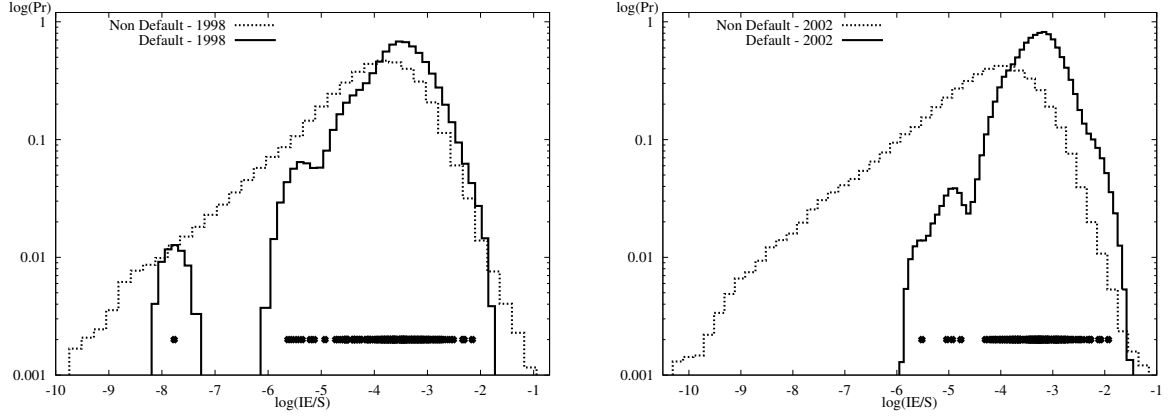 log(Pr)
1
0.1
0.01
0.001
Non Default - 1998
Default - 1998
-10 -9 -8 -7 -6 -5 -4 -3 -2 -1
log(IE/S)
log(Pr)
1
0.1
0.01
0.001
Non Default - 2002
Default - 2002
-10 -9 -8 -7 -6 -5 -4 -3 -2 -1
log(IE/S)